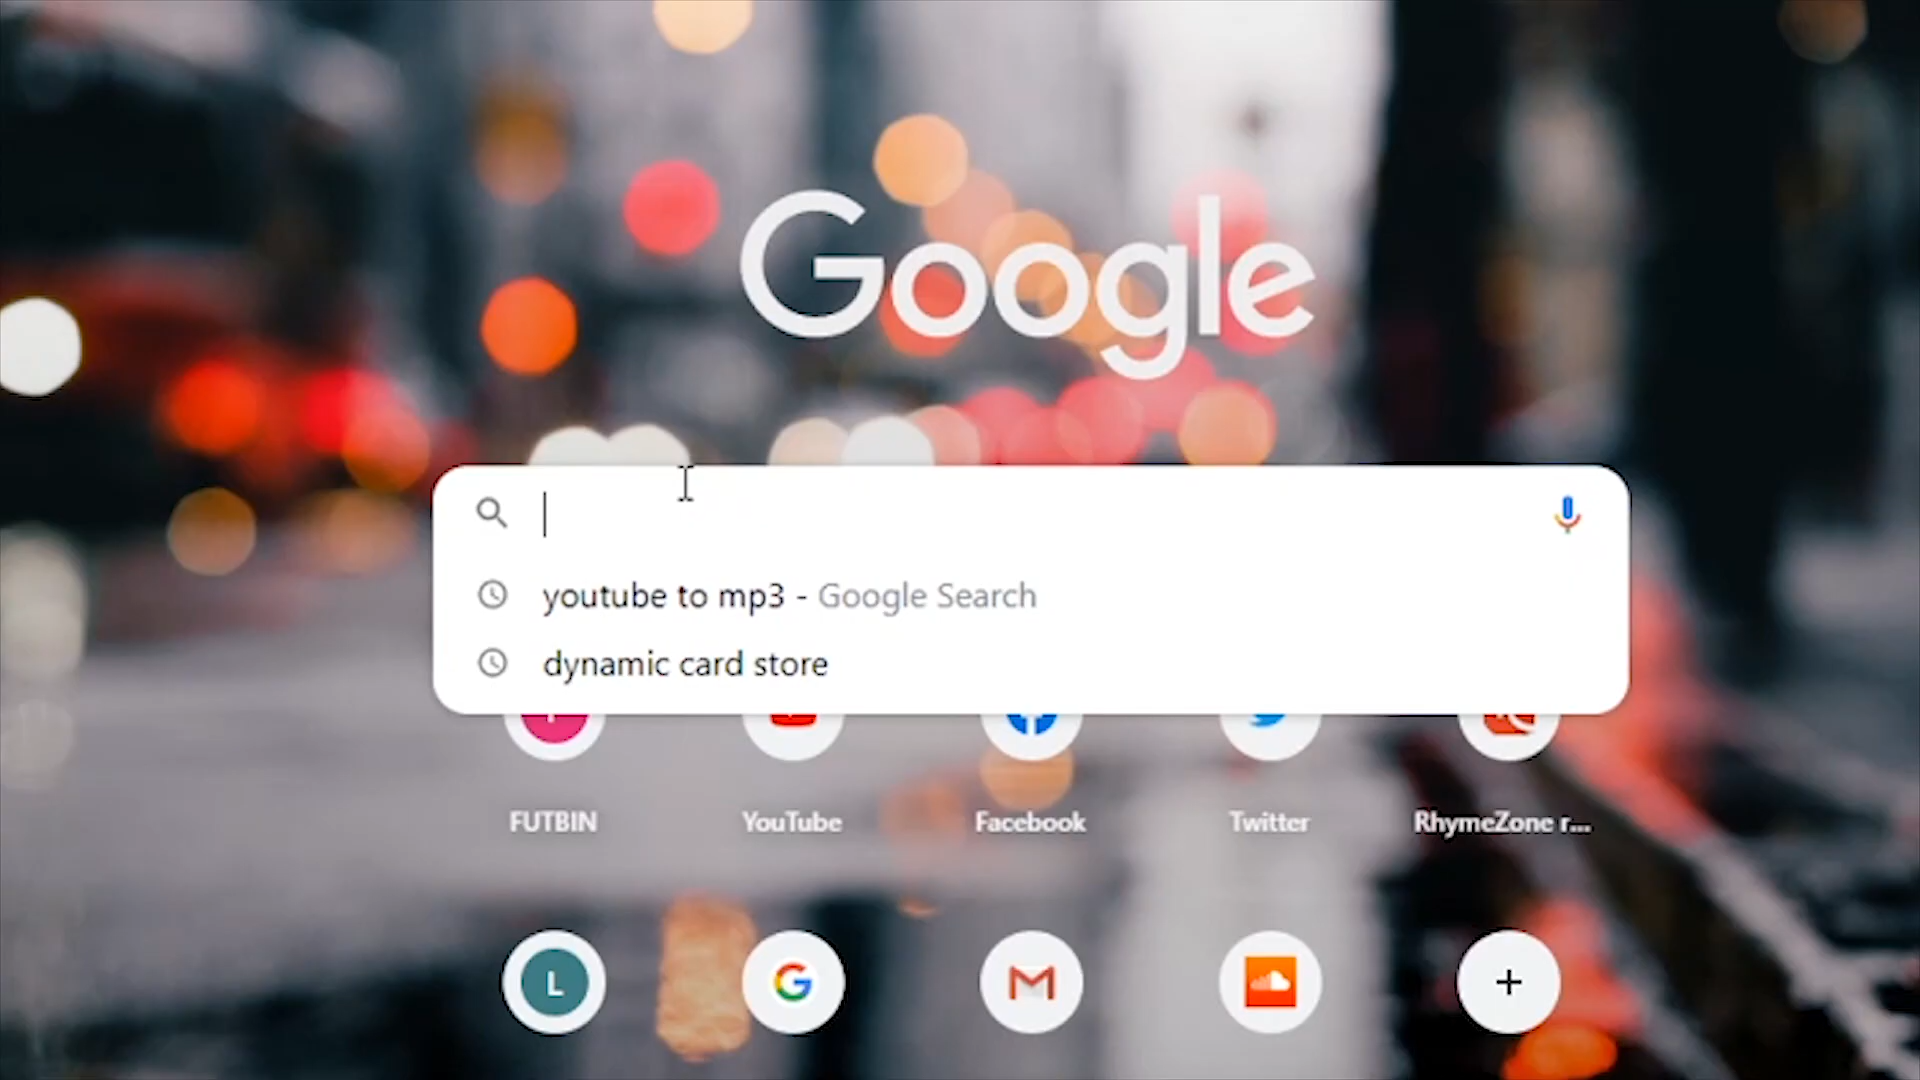 Google
youtube to mp3 - Google Search
dynamic card store
FUTBIN
YouTube
Facebook
Twitter
RhymeZone r...
L